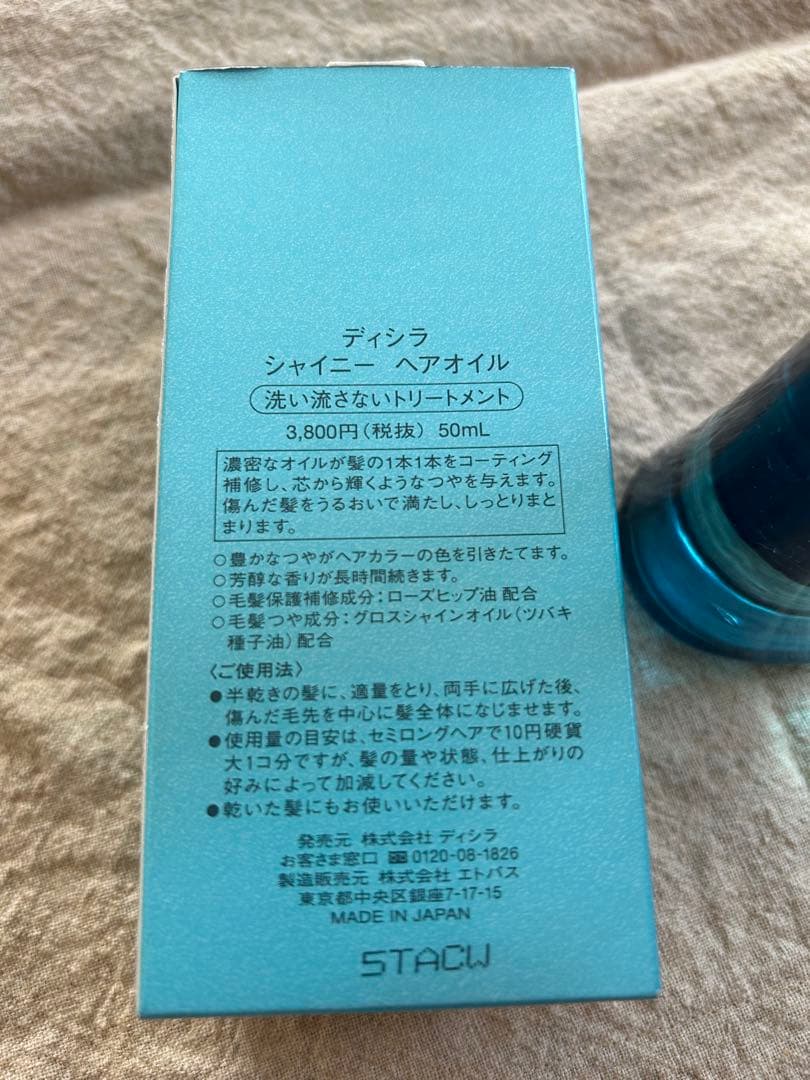 ディシラ
シャイニー ヘアオイル
洗い流さないトリートメント
3,800円(税抜) 50mL
濃密なオイルが髪の1本1本をコーティング
補修し、芯から輝くようなつやを与えます。
傷んだ髪をうるおいで満たし、しっとりまと
まります。
○豊かなつやがヘアカラーの色を引きたてます。
○芳醇な香りが長時間続きます。
○毛髪保護補修成分:ローズヒップ油 配合
○毛髪つや成分:グロスシャインオイル(ツバキ
種子油)配合
〈ご使用法〉
●半乾きの髪に、適量をとり、両手に広げた後、
傷んだ毛先を中心に髪全体になじませます。
●使用量の目安は、セミロングヘアで10円硬貨
大1コ分ですが、髪の量や状態、仕上がりの
好みによって加減してください。
●乾いた髪にもお使いいただけます。
発売元 株式会社 ディシラ
お客さま窓口 0120-08-1826
製造販売元 株式会社 エトバス
東京都中央区銀座7-17-15
MADE IN JAPAN
5TACW